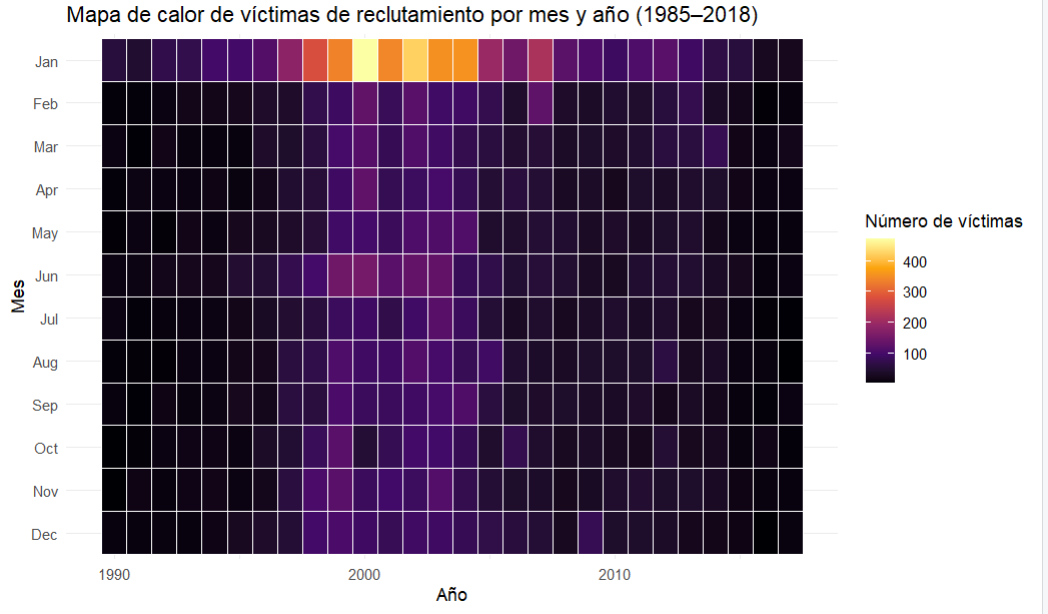 Mapa de calor de víctimas de reclutamiento por mes y año (1985–2018)
Jan
Feb
Mar
Apr
May
Jun
Jul
Aug
Sep
Oct
Nov
Dec
Mes
1990
2000
2010
Año
Número de víctimas
400
300
200
100